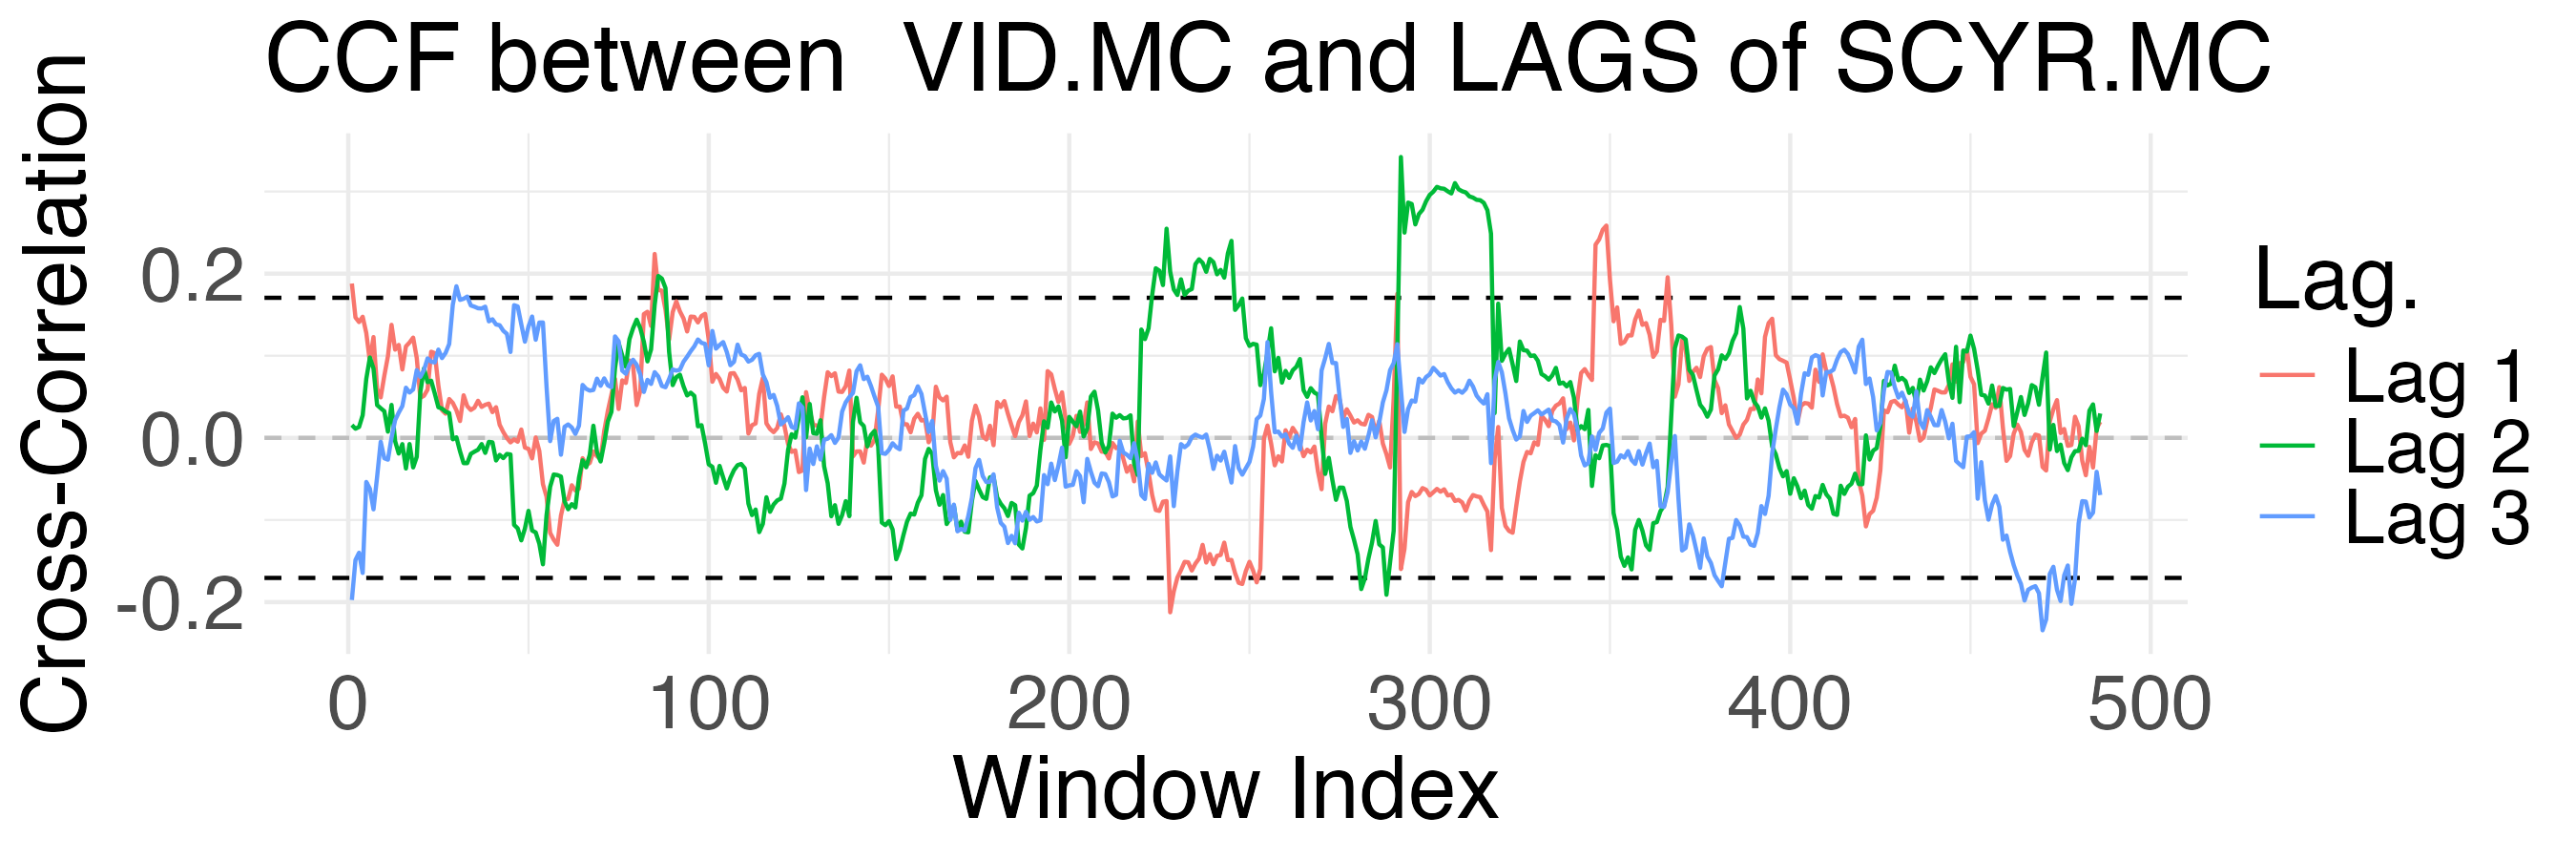 CCF between  VID.MC and LAGS of SCYR.MC
Cross-Correlation
0.2
0.0
-0.2
0 100 200 300 400 500
Window Index
Lag.
Lag 1
Lag 2
Lag 3